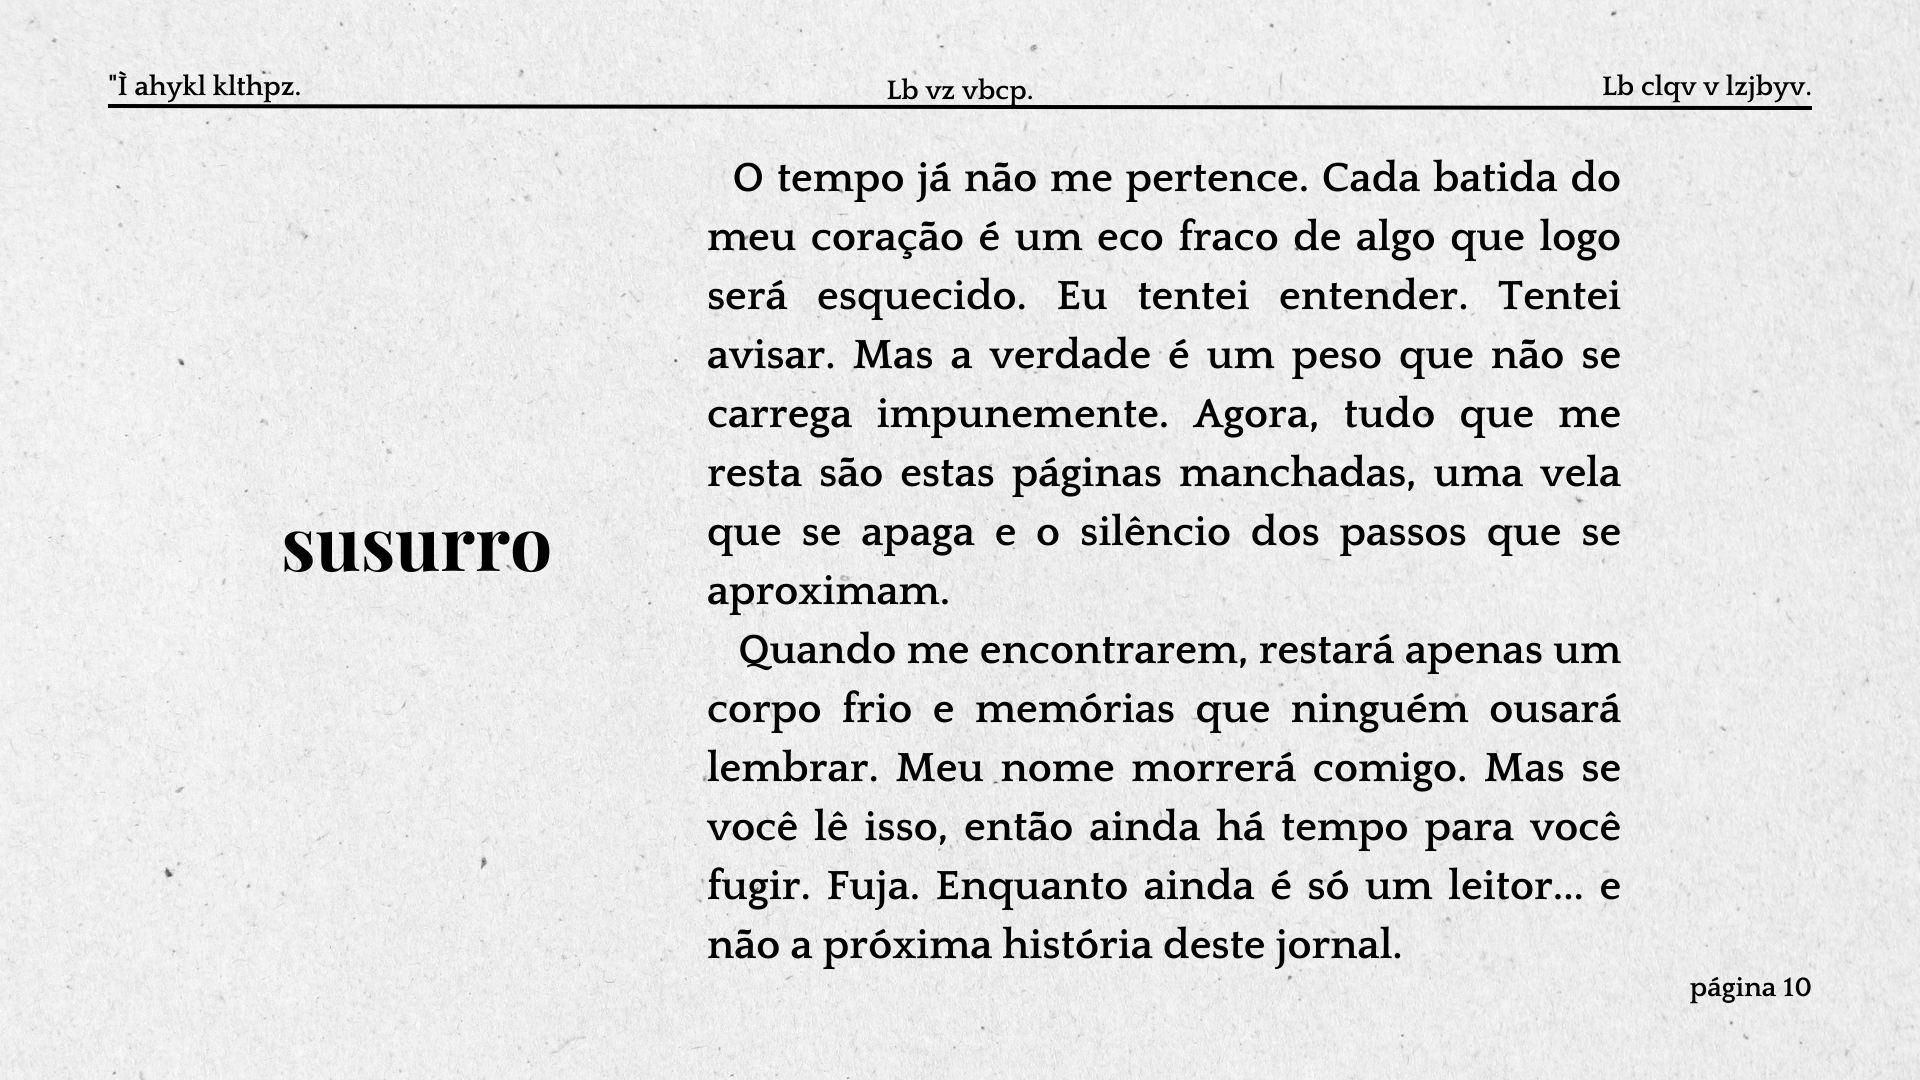 "Ì ahykl klthpz.
Lb vz vbcp.
Lb clqv v lzjbyv.
susurro
O tempo já não me pertence. Cada batida do
meu coração é um eco fraco de algo que logo
será esquecido. Eu tentei entender. Tentei
avisar. Mas a verdade é um peso que não se
carrega impunemente. Agora, tudo que me
resta são estas páginas manchadas, uma vela
que se apaga e o silêncio dos passos que se
aproximam.
Quando me encontrarem, restará apenas um
corpo frio e memórias que ninguém ousará
lembrar. Meu nome morrerá comigo. Mas se
você lê isso, então ainda há tempo para você
fugir. Fuja. Enquanto ainda é só um leitor... e
não a próxima história deste jornal.
página 10